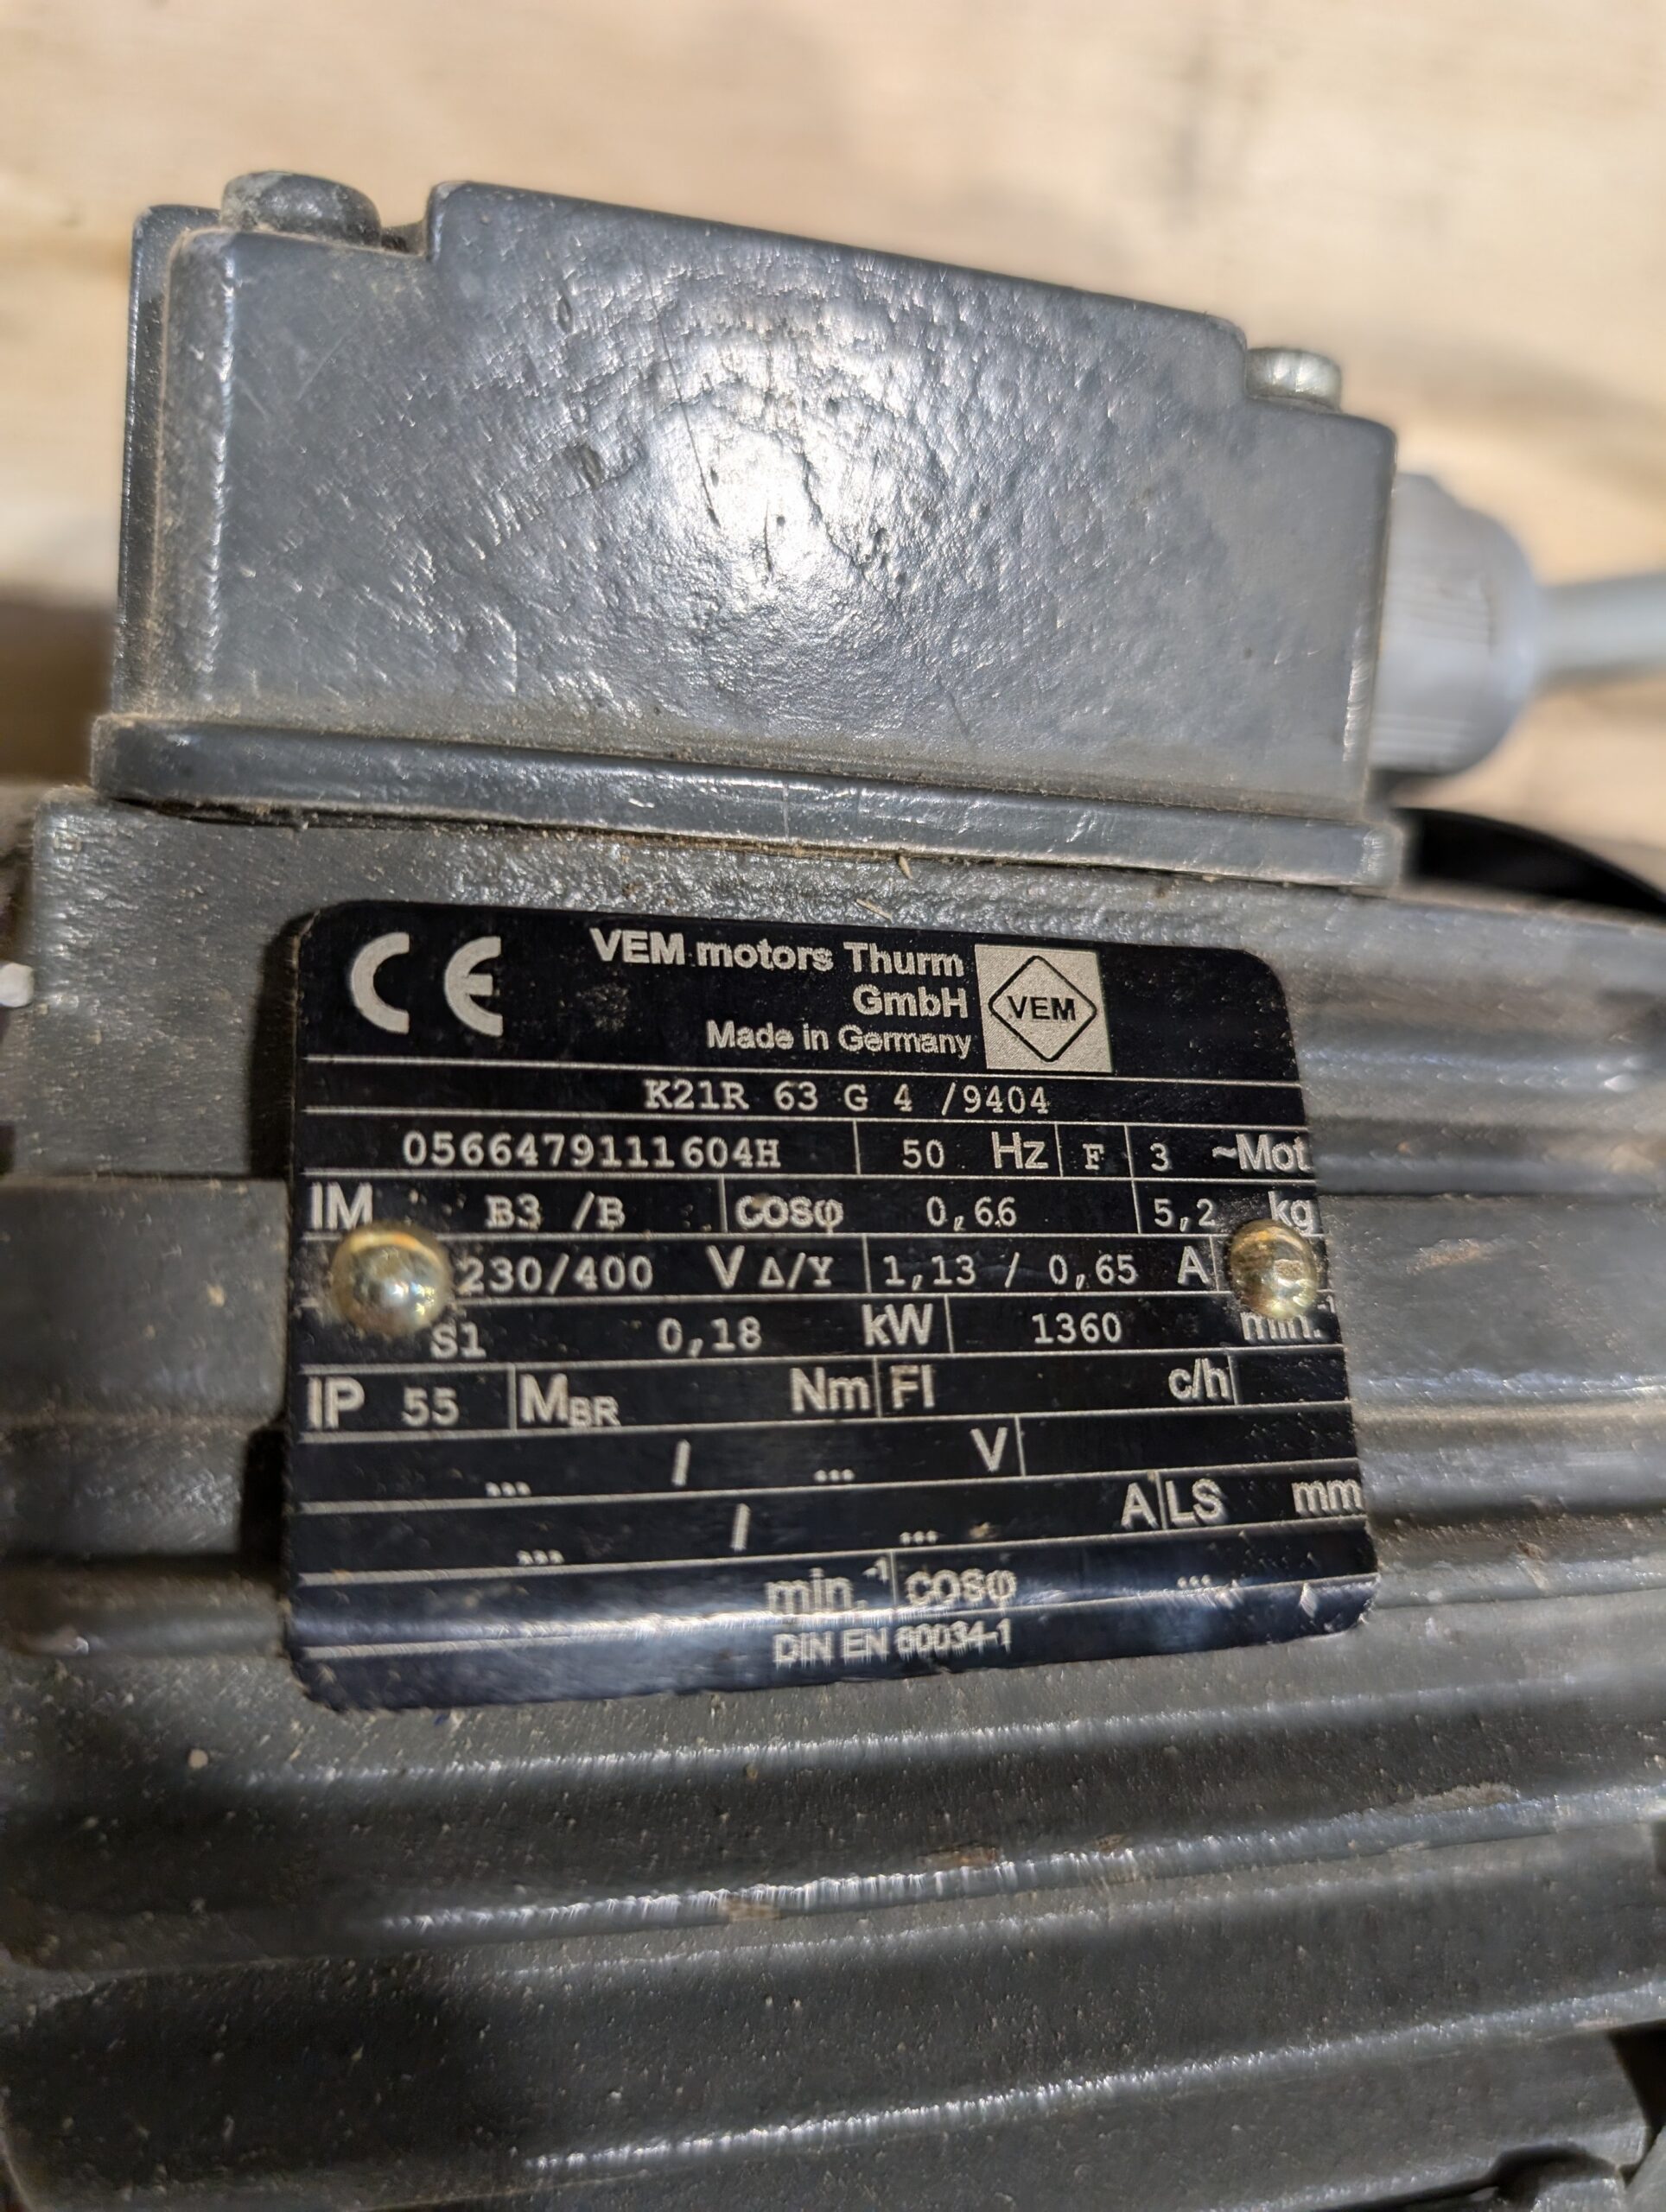 CE VEM motors Thurm
GmbH
Made in Germany
VEM
K21R 63 G 4 /9404
0566479111604H 50 Hz F 3 ~Mot
IM B3 /B cosφ 0,66 5,2 kg
230/400 V Δ/Y 1,13 / 0,65 A
S1 0,18 kW 1360 min.⁻¹
IP 55 MBR Nm FI c/h
... / ... V
... / ... A LS mm
min.⁻¹ cosφ ...
DIN EN 60034-1